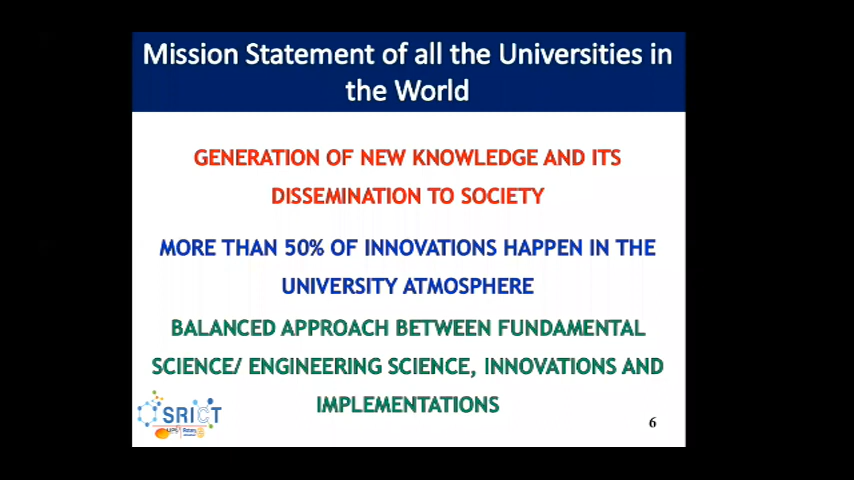 Mission Statement of all the Universities in
the World
GENERATION OF NEW KNOWLEDGE AND ITS
DISSEMINATION TO SOCIETY
MORE THAN 50% OF INNOVATIONS HAPPEN IN THE
UNIVERSITY ATMOSPHERE
BALANCED APPROACH BETWEEN FUNDAMENTAL
SCIENCE/ ENGINEERING SCIENCE, INNOVATIONS AND
IMPLEMENTATIONS
SRICT
UPL Rotary
6